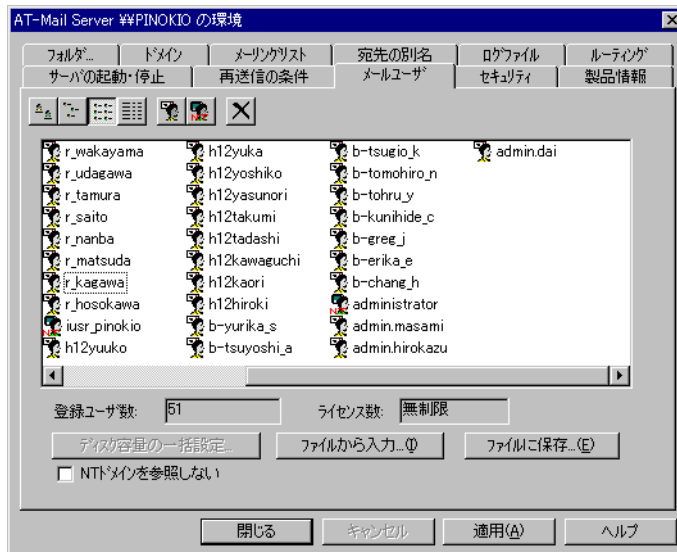 AT-Mail Server ¥¥PINOKIO の環境
フォルダ... ドメイン メーリングリスト 宛先の別名 ログファイル ルーティング
サーバの起動・停止 再送信の条件 メールユーザ セキュリティ 製品情報
r_wakayama h12yuka b-tsugio_k admin.dai
r_udagawa h12yoshiko b-tomohiro_n
r_tamura h12yasunori b-tohru_y
r_saito h12takumi b-kunihide_c
r_nanba h12tadashi b-greg_j
r_matsuda h12kawaguchi b-erika_e
r_kagawa h12kaori b-chang_h
r_hosokawa h12hiroki administrator
iusr_pinokio b-yurika_s admin.masami
h12yuuko b-tsuyoshi_a admin.hirokazu
登録ユーザ数: 51 ライセンス数: 無制限
ディスク容量の一括設定... ファイルから入力...(I) ファイルに保存...(E)
NTドメインを参照しない
閉じる キャンセル 適用(A) ヘルプ